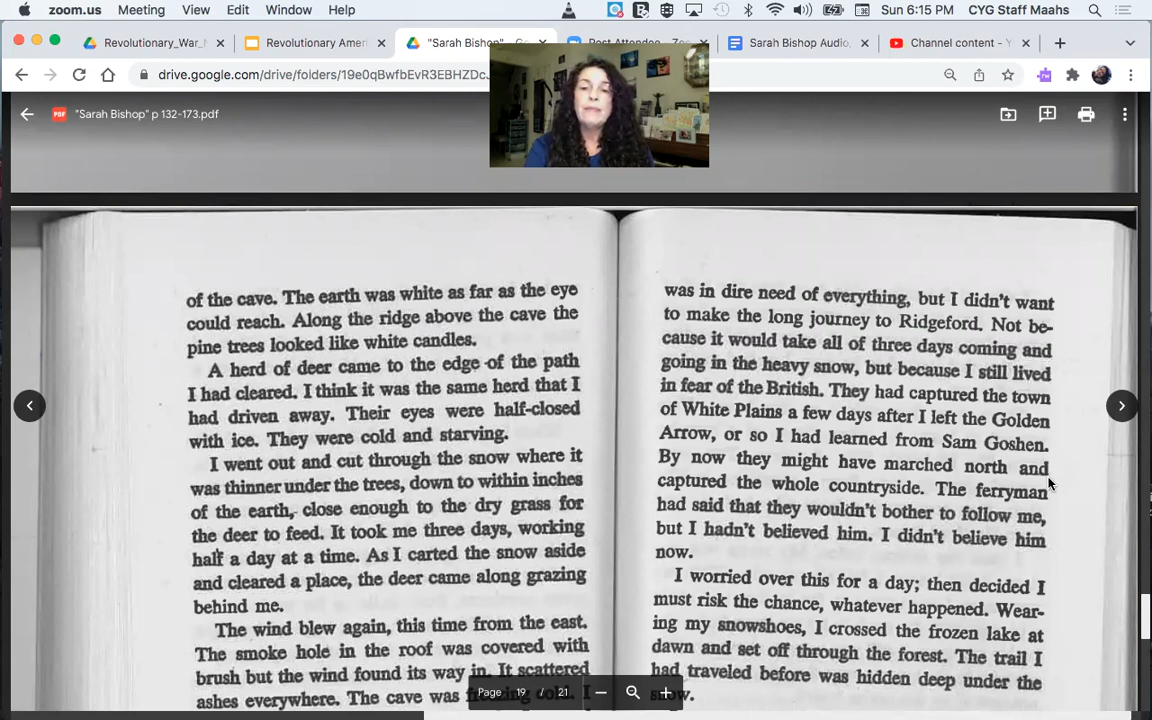 zoom.us Meeting View Edit Window Help Sun 6:15 PM CYG Staff Maahs
Revolutionary_War_ Revolutionary Ameri "Sarah Bishop" Sarah Bishop Audio, Channel content - Y
drive.google.com/drive/folders/19e0qBwfbEvR3EBHZDcJ
"Sarah Bishop" p 132-173.pdf
of the cave. The earth was white as far as the eye
could reach. Along the ridge above the cave the
pine trees looked like white candles.
A herd of deer came to the edge of the path
I had cleared. I think it was the same herd that I
had driven away. Their eyes were half-closed
with ice. They were cold and starving.
I went out and cut through the snow where it
was thinner under the trees, down to within inches
of the earth, close enough to the dry grass for
the deer to feed. It took me three days, working
half a day at a time. As I carted the snow aside
and cleared a place, the deer came along grazing
behind me.
The wind blew again, this time from the east.
The smoke hole in the roof was covered with
brush but the wind found its way in. It scattered
ashes everywhere. The cave was freezing cold. I
was in dire need of everything, but I didn't want
to make the long journey to Ridgeford. Not be-
cause it would take all of three days coming and
going in the heavy snow, but because I still lived
in fear of the British. They had captured the town
of White Plains a few days after I left the Golden
Arrow, or so I had learned from Sam Goshen.
By now they might have marched north and
captured the whole countryside. The ferryman
had said that they wouldn't bother to follow me,
but I hadn't believed him. I didn't believe him
now.
I worried over this for a day; then decided I
must risk the chance, whatever happened. Wear-
ing my snowshoes, I crossed the frozen lake at
dawn and set off through the forest. The trail I
had traveled before was hidden deep under the
snow.
Page 19 / 21